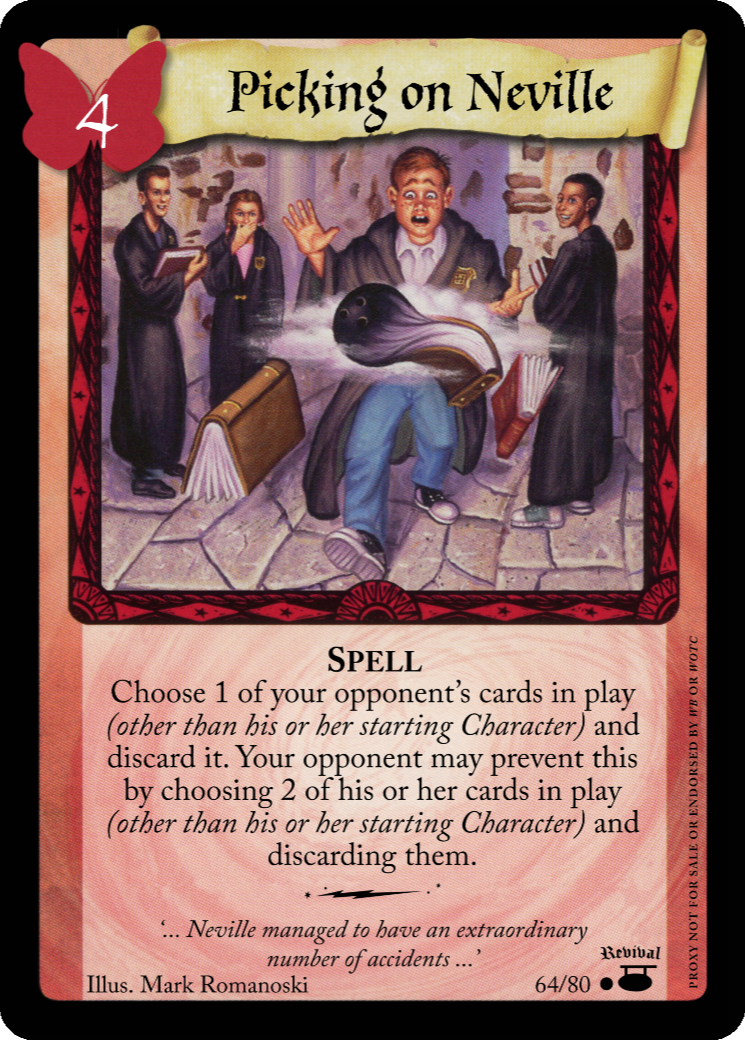 4
Picking on Neville
SPELL
Choose 1 of your opponent's cards in play
(other than his or her starting Character) and
discard it. Your opponent may prevent this
by choosing 2 of his or her cards in play
(other than his or her starting Character) and
discarding them.
'... Neville managed to have an extraordinary
number of accidents ...'
Illus. Mark Romanoski
64/80
Revival
PROXY NOT FOR SALE OR ENDORSED BY WB OR WOTC